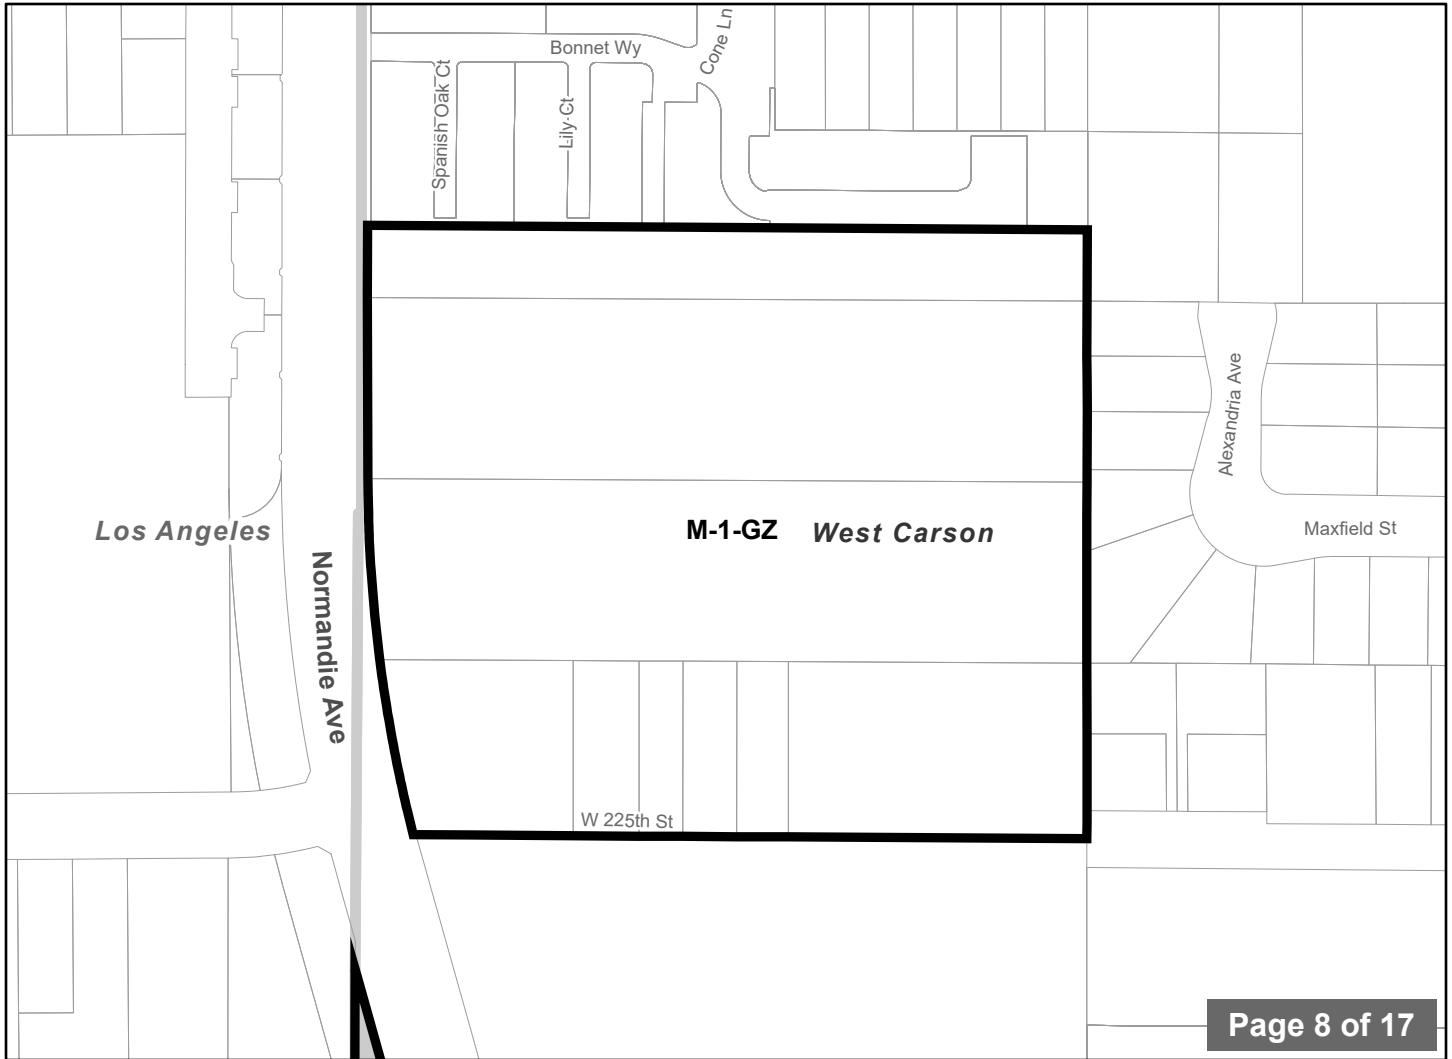 Bonnet Wy
Cone Ln
Spanish Oak Ct
Lily Ct
Alexandria Ave
Maxfield St
Los Angeles
M-1-GZ
West Carson
Normandie Ave
W 225th St
Page 8 of 17